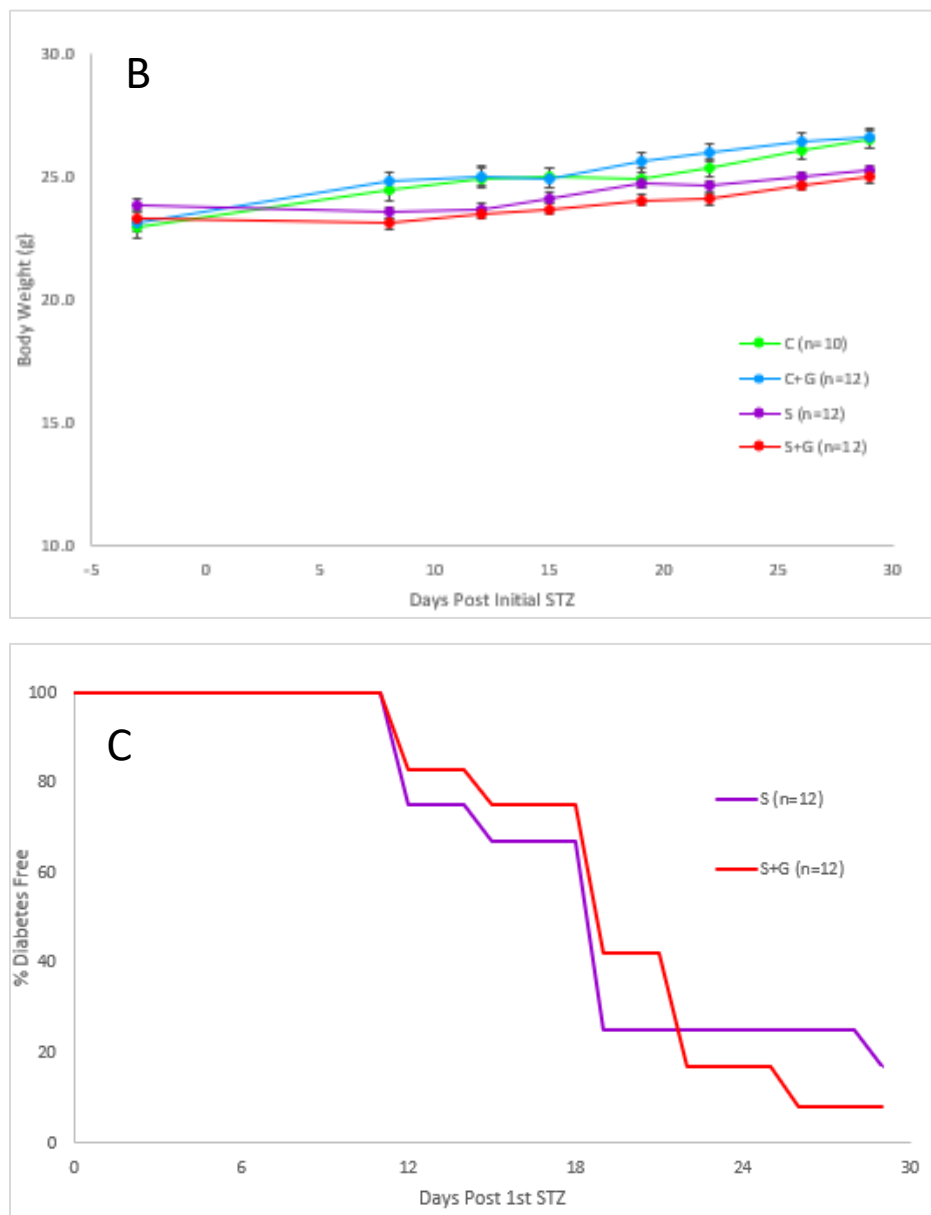 B
30.0
25.0
20.0
15.0
10.0
Body Weight (g)
C (n=10)
C+G (n=12)
S (n=12)
S+G (n=12)
-5 0 5 10 15 20 25 30
Days Post Initial STZ
C
100
80
60
40
20
0
% Diabetes Free
S (n=12)
S+G (n=12)
0 6 12 18 24 30
Days Post 1st STZ